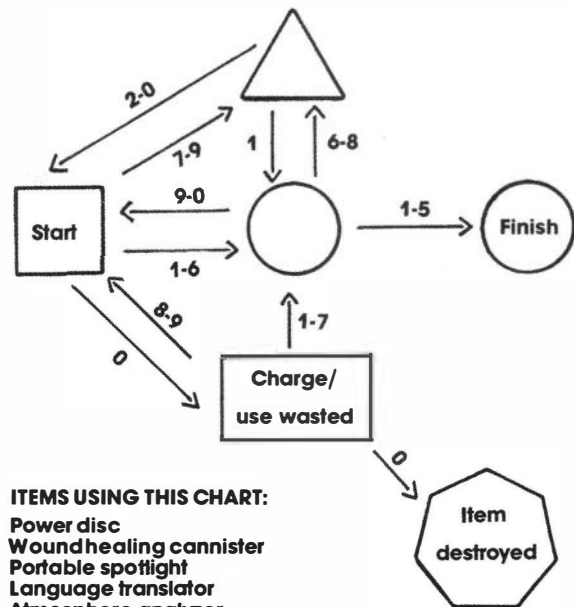 2-0
7-9
1
6-8
9-0
1-5
Start
Finish
1-6
8-9
1-7
0
Charge/
use wasted
0
Item
destroyed
ITEMS USING THIS CHART:
Power disc
Woundhealing cannister
Portable spotlight
Language translator
Atmosphere analyzer